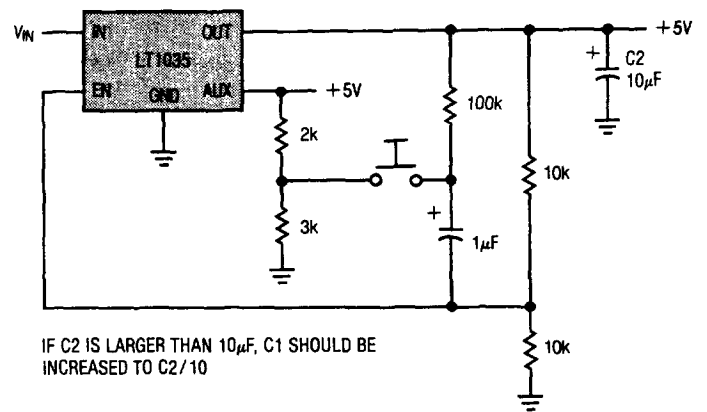 VIN
IN
OUT
+5V
LT1035
EN
GND
AUX
+5V
+
C2
10µF
100k
2k
10k
3k
+
1µF
10k
IF C2 IS LARGER THAN 10µF, C1 SHOULD BE
INCREASED TO C2/10